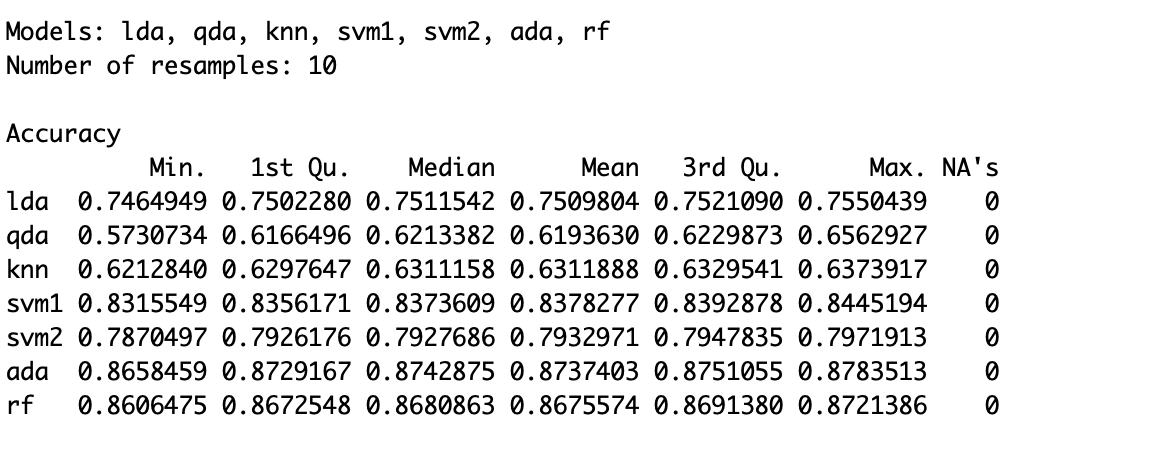 Models: lda, qda, knn, svm1, svm2, ada, rf
Number of resamples: 10

Accuracy
          Min.   1st Qu.    Median      Mean   3rd Qu.      Max. NA's
lda  0.7464949 0.7502280 0.7511542 0.7509804 0.7521090 0.7550439    0
qda  0.5730734 0.6166496 0.6213382 0.6193630 0.6229873 0.6562927    0
knn  0.6212840 0.6297647 0.6311158 0.6311888 0.6329541 0.6373917    0
svm1 0.8315549 0.8356171 0.8373609 0.8378277 0.8392878 0.8445194    0
svm2 0.7870497 0.7926176 0.7927686 0.7932971 0.7947835 0.7971913    0
ada  0.8658459 0.8729167 0.8742875 0.8737403 0.8751055 0.8783513    0
rf   0.8606475 0.8672548 0.8680863 0.8675574 0.8691380 0.8721386    0